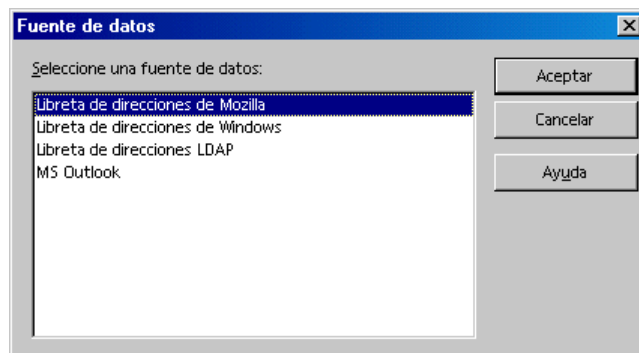 Fuente de datos
Seleccione una fuente de datos:
Libreta de direcciones de Mozilla
Libreta de direcciones de Windows
Libreta de direcciones LDAP
MS Outlook
Aceptar
Cancelar
Ayuda